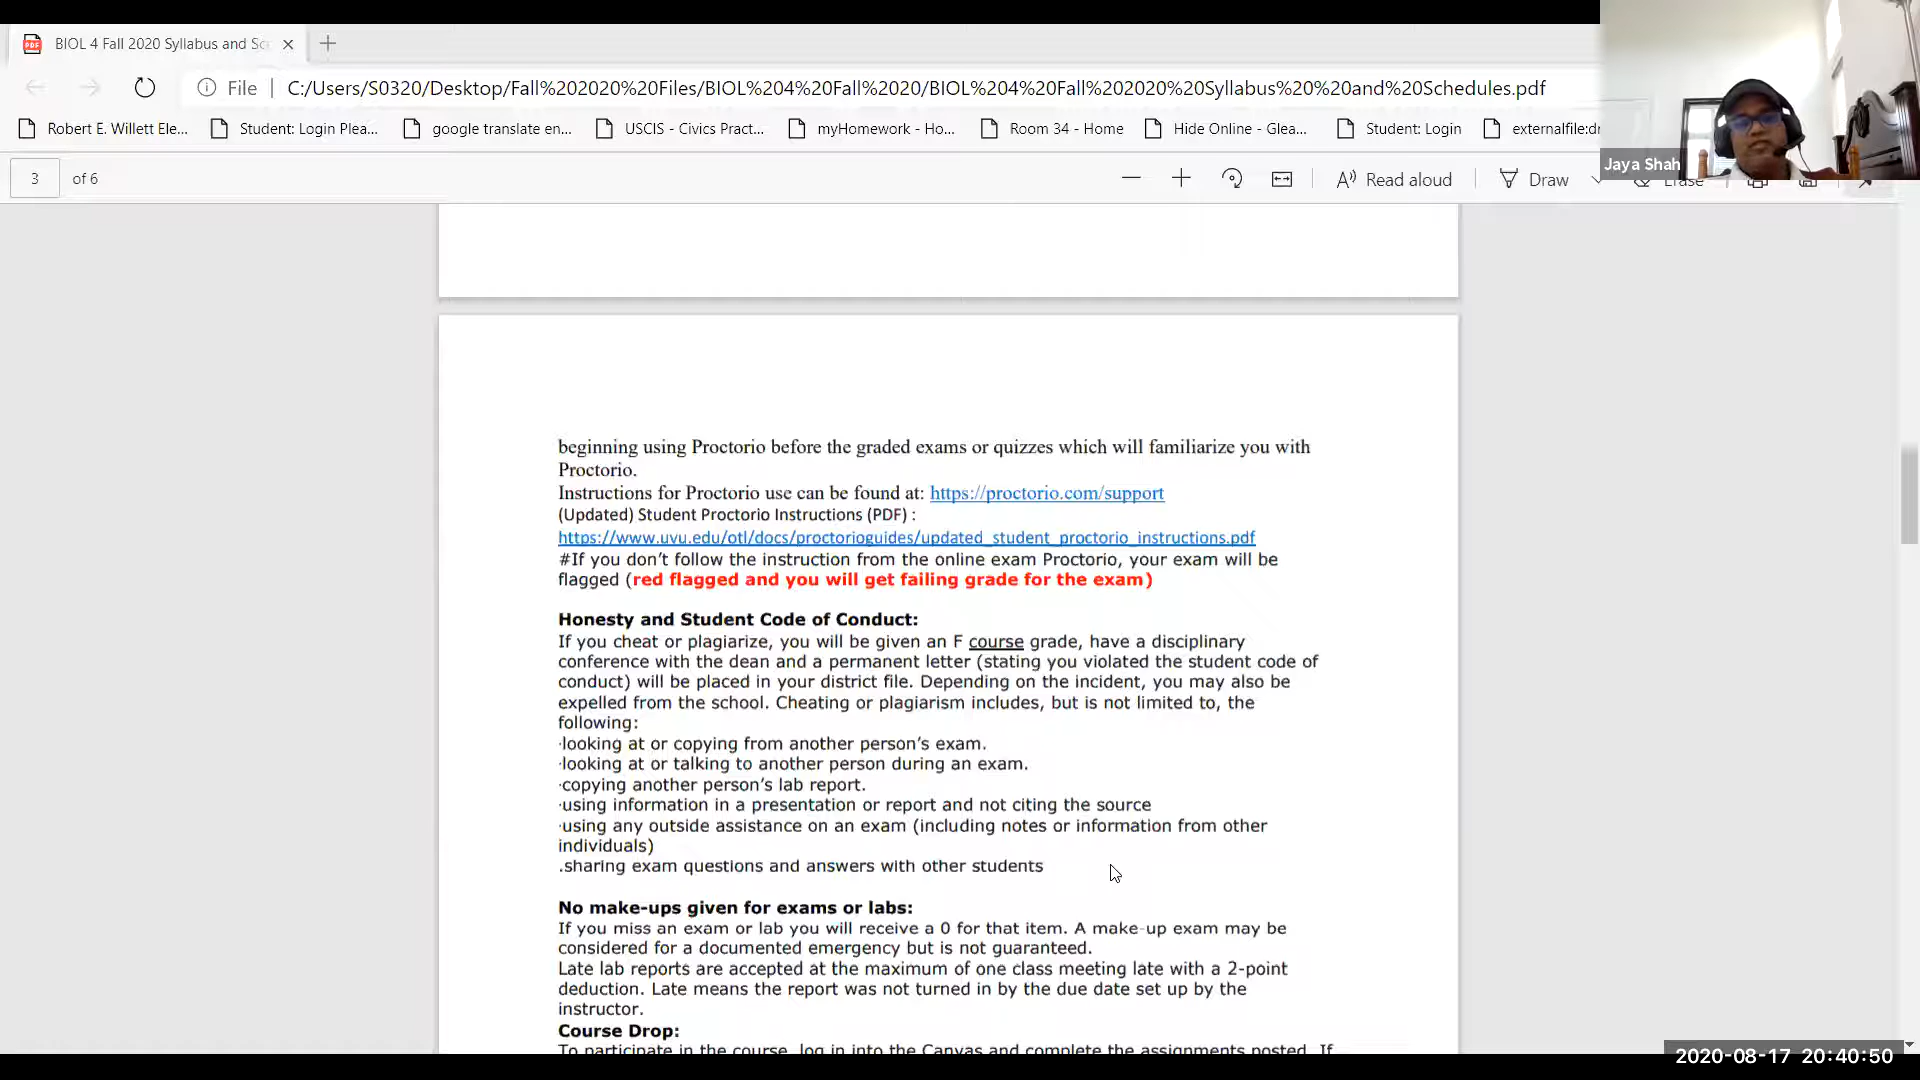 BIOL 4 Fall 2020 Syllabus and Sc
File
C:/Users/S0320/Desktop/Fall%202020%20Files/BIOL%204%20Fall%2020/BIOL%204%20Fall%202020%20Syllabus%20%20and%20Schedules.pdf
Robert E. Willett Ele...
Student: Login Plea...
google translate en...
USCIS - Civics Pract...
myHomework - Ho...
Room 34 - Home
Hide Online - Glea...
Student: Login
externalfile:dr
Jaya Shah
3 of 6
Read aloud
Draw
Erase
beginning using Proctorio before the graded exams or quizzes which will familiarize you with
Proctorio.
Instructions for Proctorio use can be found at: https://proctorio.com/support
(Updated) Student Proctorio Instructions (PDF) :
https://www.uvu.edu/otl/docs/proctorioguides/updated_student_proctorio_instructions.pdf
#If you don’t follow the instruction from the online exam Proctorio, your exam will be
flagged (red flagged and you will get failing grade for the exam)
Honesty and Student Code of Conduct:
If you cheat or plagiarize, you will be given an F course grade, have a disciplinary
conference with the dean and a permanent letter (stating you violated the student code of
conduct) will be placed in your district file. Depending on the incident, you may also be
expelled from the school. Cheating or plagiarism includes, but is not limited to, the
following:
·looking at or copying from another person’s exam.
·looking at or talking to another person during an exam.
·copying another person’s lab report.
·using information in a presentation or report and not citing the source
·using any outside assistance on an exam (including notes or information from other
individuals)
.sharing exam questions and answers with other students
No make-ups given for exams or labs:
If you miss an exam or lab you will receive a 0 for that item. A make-up exam may be
considered for a documented emergency but is not guaranteed.
Late lab reports are accepted at the maximum of one class meeting late with a 2-point
deduction. Late means the report was not turned in by the due date set up by the
instructor.
Course Drop:
To participate in the course, log in into the Canvas and complete the assignments posted. If
2020-08-17 20:40:50